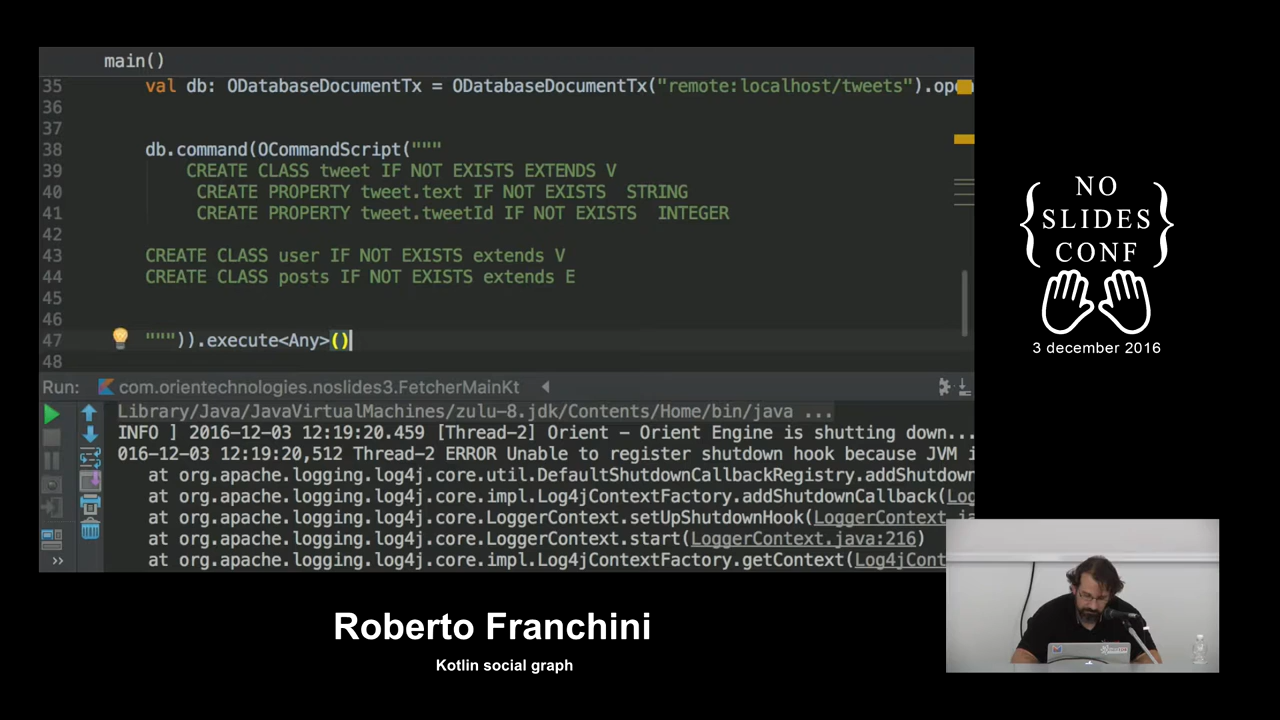 main()
35 val db: ODatabaseDocumentTx = ODatabaseDocumentTx("remote:localhost/tweets").ope
36
37
38 db.command(OCommandScript("""
39 CREATE CLASS tweet IF NOT EXISTS EXTENDS V
40 CREATE PROPERTY tweet.text IF NOT EXISTS STRING
41 CREATE PROPERTY tweet.tweetId IF NOT EXISTS INTEGER
42
43 CREATE CLASS user IF NOT EXISTS extends V
44 CREATE CLASS posts IF NOT EXISTS extends E
45
46
47 """)).execute<Any>()
48
Run: com.orientechnologies.noslides3.FetcherMainKt
Library/Java/JavaVirtualMachines/zulu-8.jdk/Contents/Home/bin/java ...
INFO ] 2016-12-03 12:19:20.459 [Thread-2] Orient - Orient Engine is shutting down...
016-12-03 12:19:20,512 Thread-2 ERROR Unable to register shutdown hook because JVM i
at org.apache.logging.log4j.core.util.DefaultShutdownCallbackRegistry.addShutdown
at org.apache.logging.log4j.core.impl.Log4jContextFactory.addShutdownCallback(Log
at org.apache.logging.log4j.core.LoggerContext.setUpShutdownHook(LoggerContext.ja
at org.apache.logging.log4j.core.LoggerContext.start(LoggerContext.java:216)
at org.apache.logging.log4j.core.impl.Log4jContextFactory.getContext(Log4jCont
NO
SLIDES
CONF
3 december 2016
Roberto Franchini
Kotlin social graph